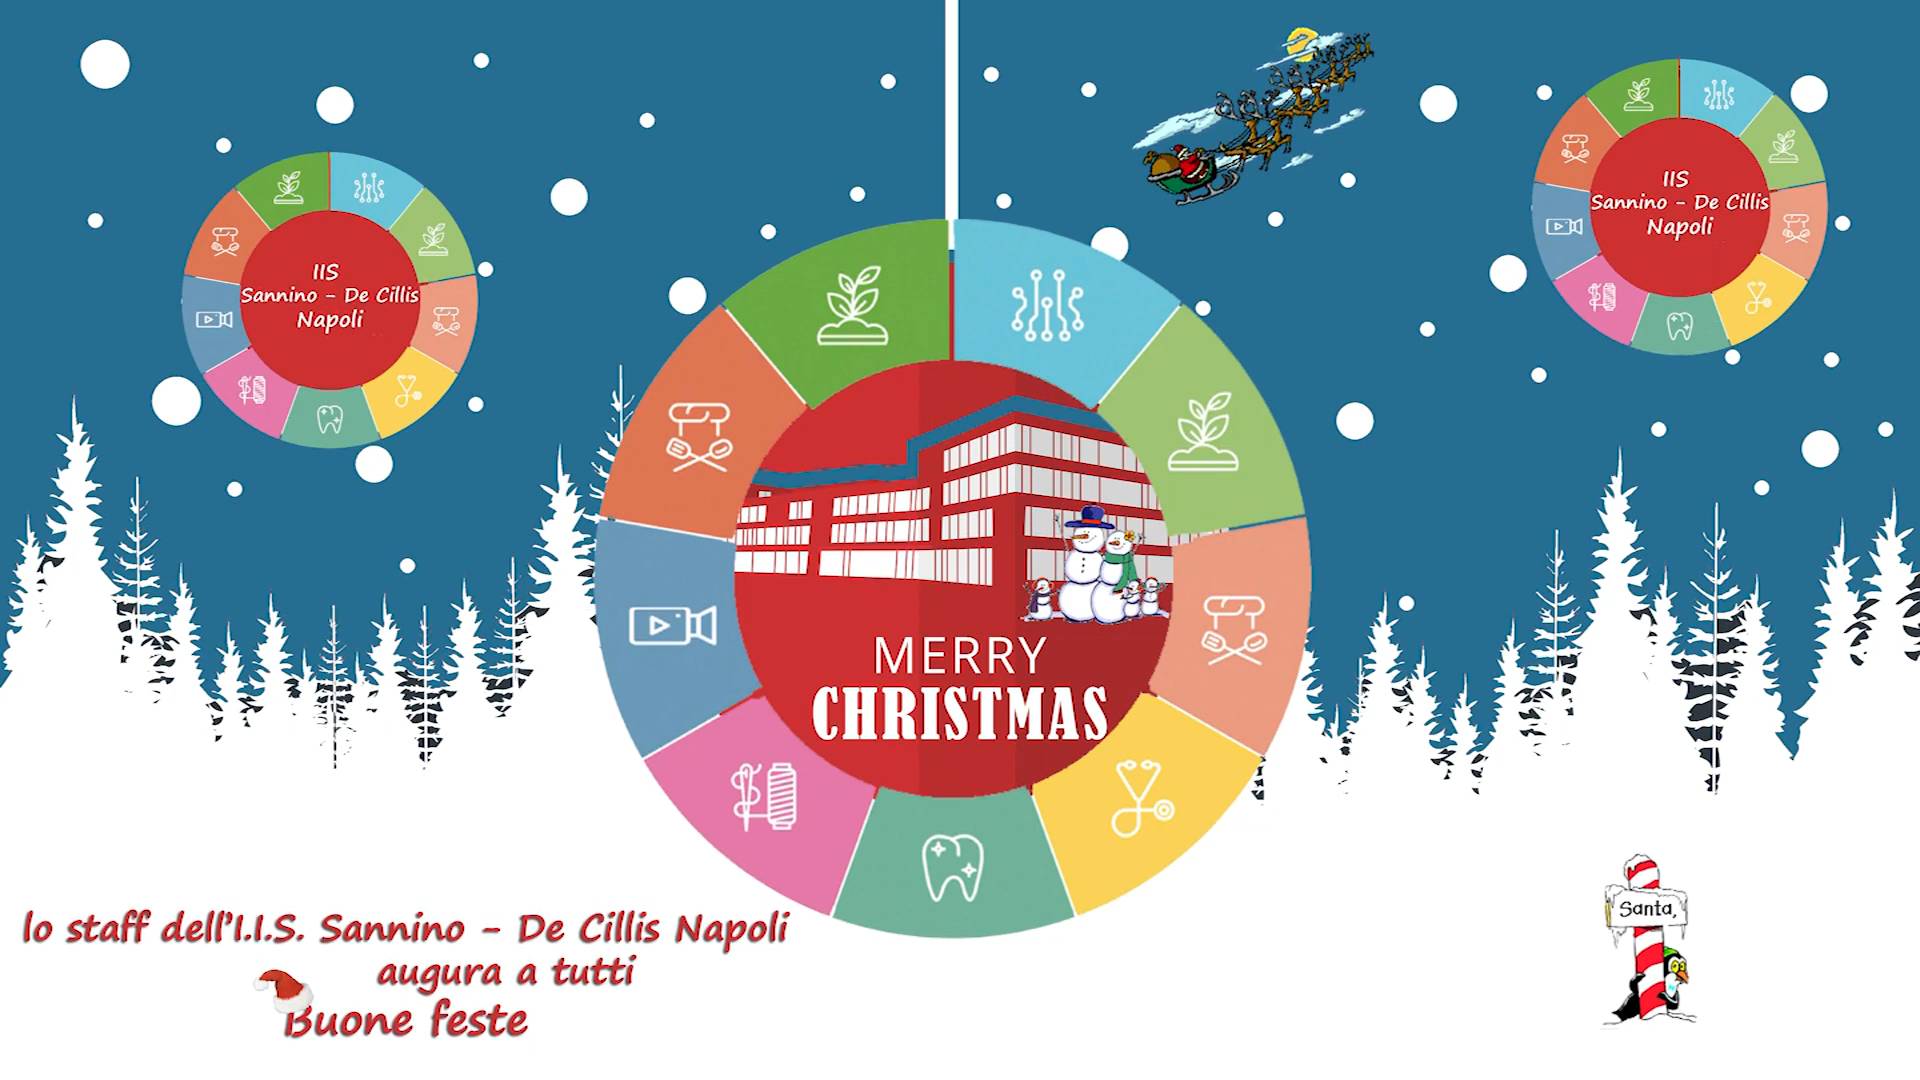 IIS
Sannino - De Cillis
Napoli
IIS
Sannino - De Cillis
Napoli
MERRY
CHRISTMAS
Santa,
lo staff dell'I.I.S. Sannino - De Cillis Napoli
augura a tutti
Buone feste